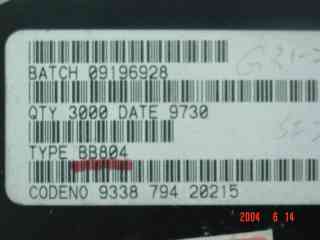 BATCH 09196928
QTY 3000 DATE 9730
TYPE BB804
CODENO 9338 794 20215
2004 6 14